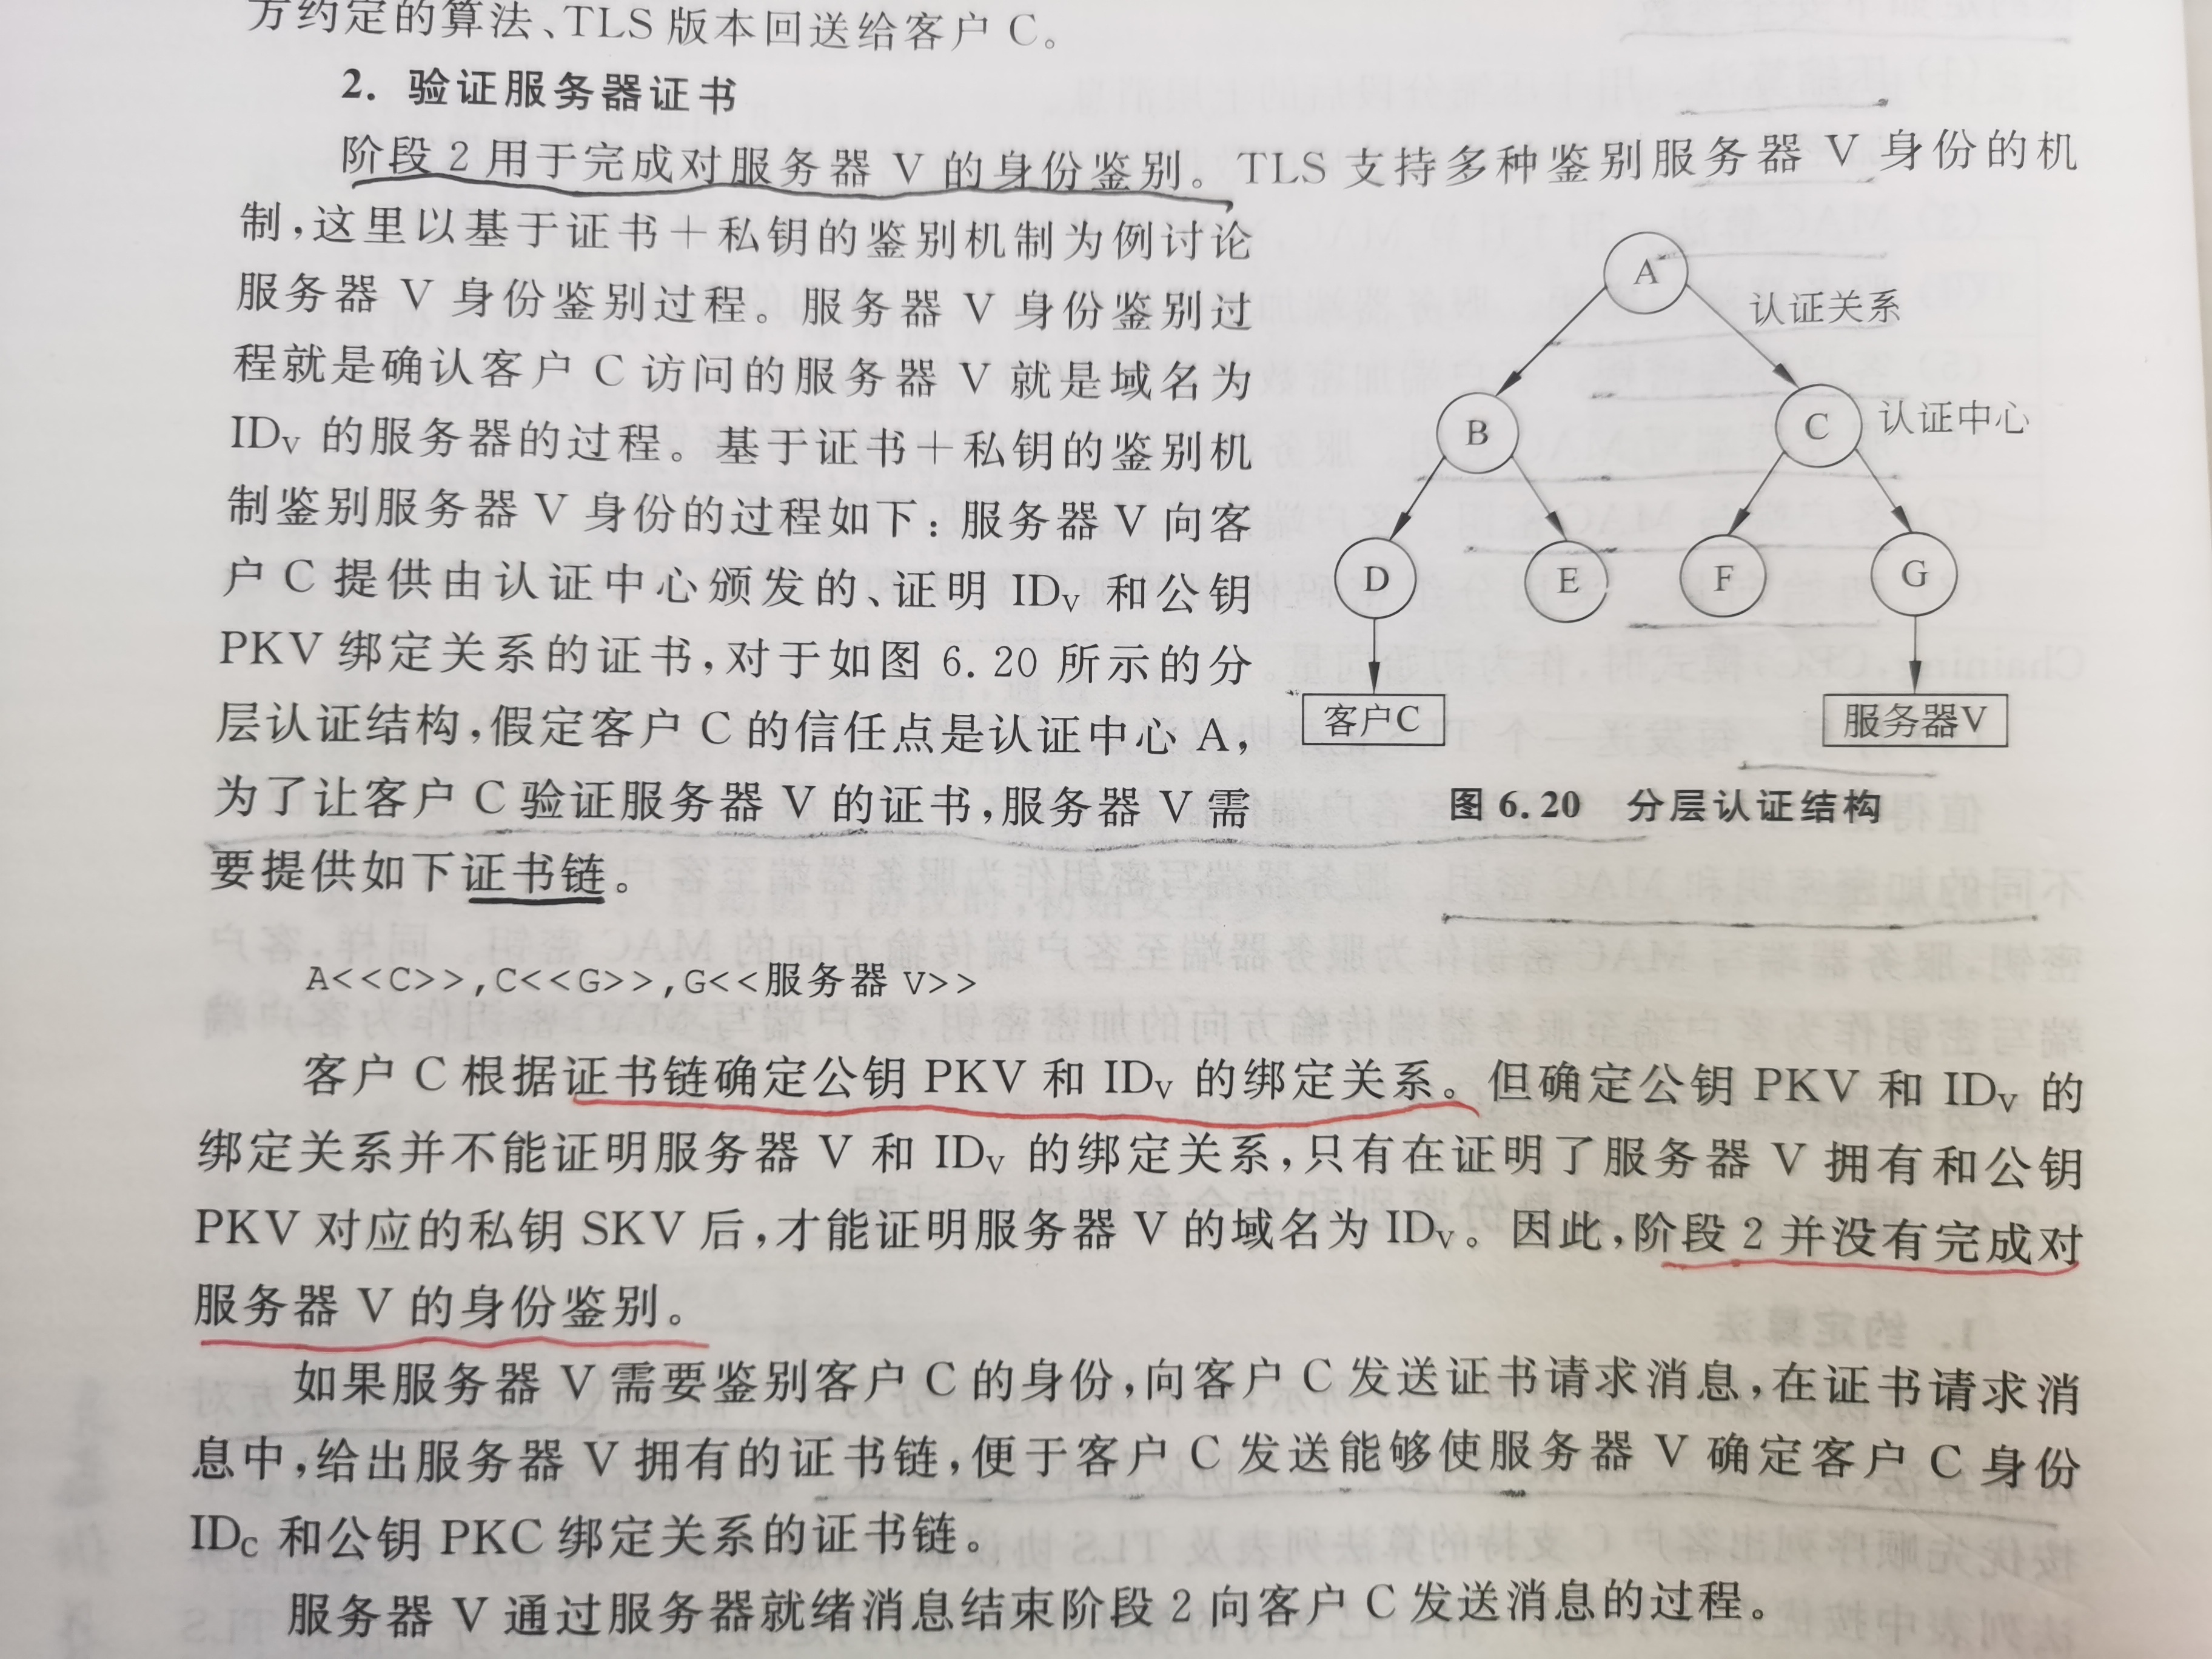 方约定的算法、TLS 版本回送给客户 C。
2. 验证服务器证书
阶段 2 用于完成对服务器 V 的身份鉴别。TLS 支持多种鉴别服务器 V 身份的机
制,这里以基于证书＋私钥的鉴别机制为例讨论
服务器 V 身份鉴别过程。服务器 V 身份鉴别过
程就是确认客户 C 访问的服务器 V 就是域名为
IDV 的服务器的过程。基于证书＋私钥的鉴别机
制鉴别服务器 V 身份的过程如下：服务器 V 向客
户 C 提供由认证中心颁发的、证明 IDV 和公钥
PKV 绑定关系的证书,对于如图 6.20 所示的分
层认证结构,假定客户 C 的信任点是认证中心 A,
为了让客户 C 验证服务器 V 的证书,服务器 V 需
要提供如下证书链。
A
认证关系
B
C
认证中心
D
E
F
G
客户C
服务器V
图 6.20 分层认证结构
A<<C>>,C<<G>>,G<<服务器 V>>
客户 C 根据证书链确定公钥 PKV 和 IDV 的绑定关系。但确定公钥 PKV 和 IDV 的
绑定关系并不能证明服务器 V 和 IDV 的绑定关系,只有在证明了服务器 V 拥有和公钥
PKV 对应的私钥 SKV 后,才能证明服务器 V 的域名为 IDV。因此,阶段 2 并没有完成对
服务器 V 的身份鉴别。
如果服务器 V 需要鉴别客户 C 的身份,向客户 C 发送证书请求消息,在证书请求消
息中,给出服务器 V 拥有的证书链,便于客户 C 发送能够使服务器 V 确定客户 C 身份
IDC 和公钥 PKC 绑定关系的证书链。
服务器 V 通过服务器就绪消息结束阶段 2 向客户 C 发送消息的过程。